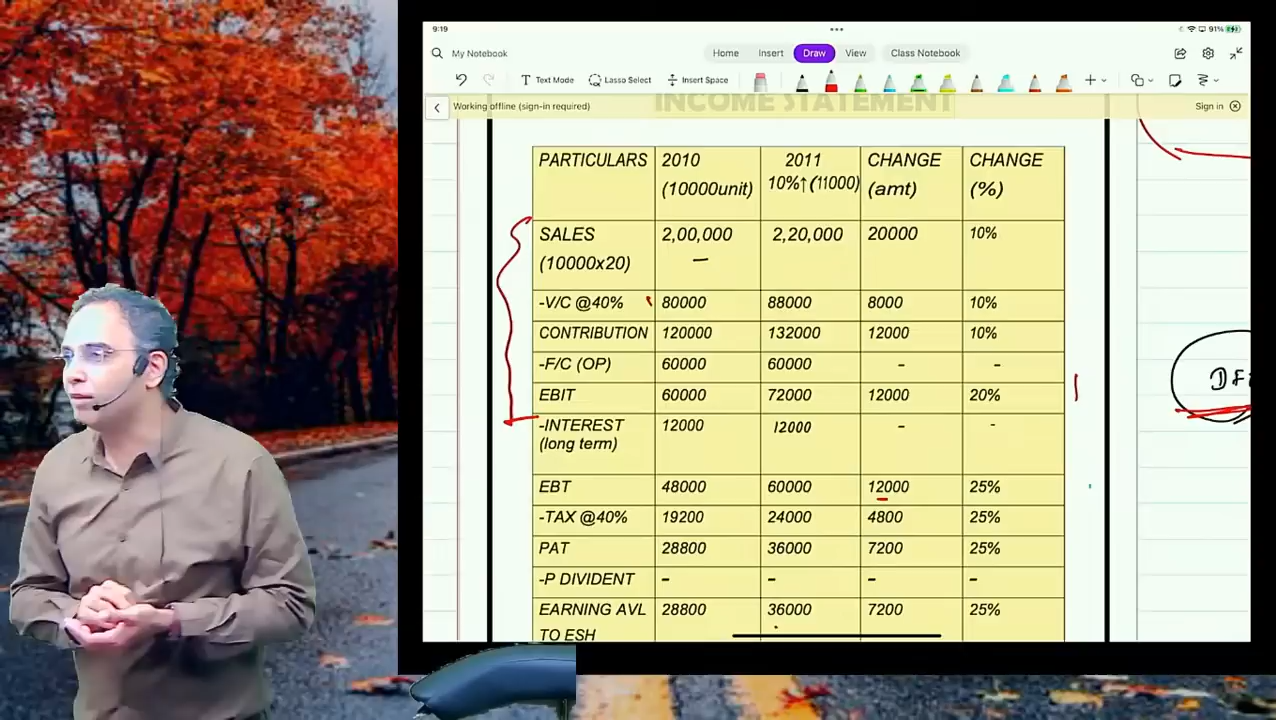 9:19
91%
My Notebook
Home Insert Draw View Class Notebook
Text Mode Lasso Select Insert Space
Working offline (sign-in required) Sign in
INCOME STATEMENT
PARTICULARS 2010 (10000unit) 2011 10%↑(11000) CHANGE (amt) CHANGE (%)
SALES (10000x20) 2,00,000 2,20,000 20000 10%
-V/C @40% 80000 88000 8000 10%
CONTRIBUTION 120000 132000 12000 10%
-F/C (OP) 60000 60000 - -
EBIT 60000 72000 12000 20%
-INTEREST (long term) 12000 12000 - -
EBT 48000 60000 12000 25%
-TAX @40% 19200 24000 4800 25%
PAT 28800 36000 7200 25%
-P DIVIDENT - - - -
EARNING AVL TO ESH 28800 36000 7200 25%